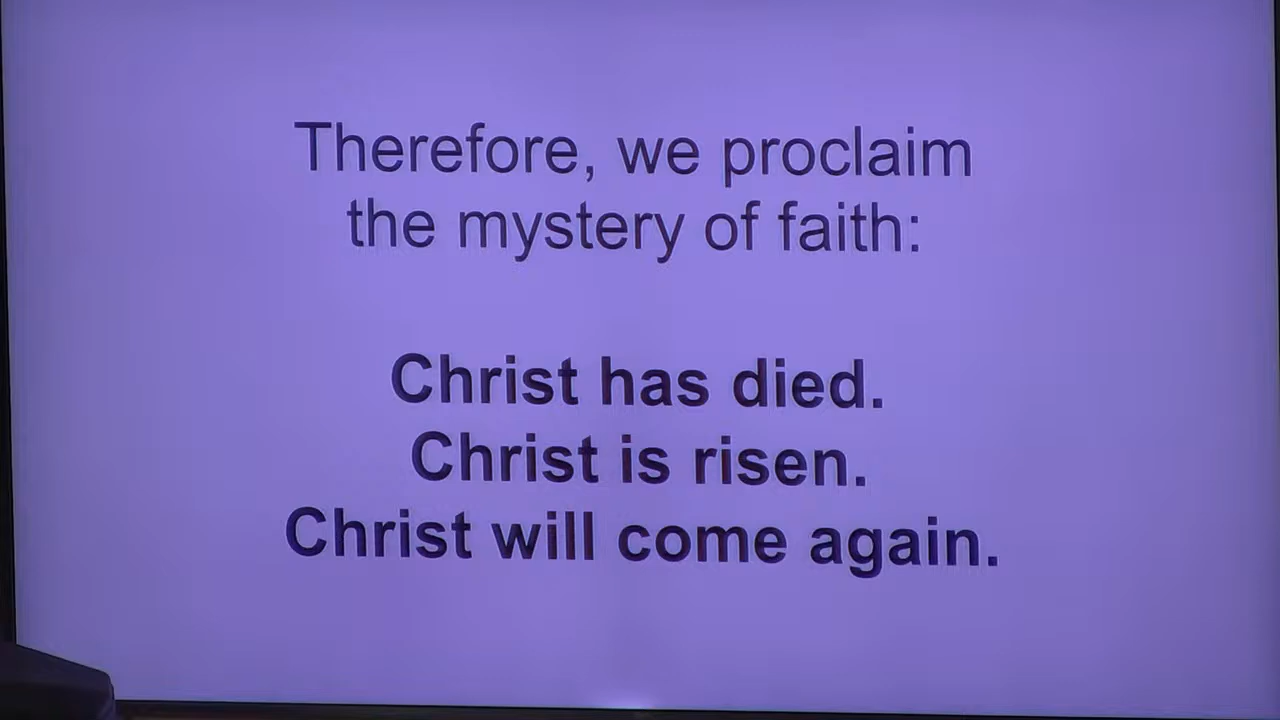 Therefore, we proclaim
the mystery of faith:
Christ has died.
Christ is risen.
Christ will come again.